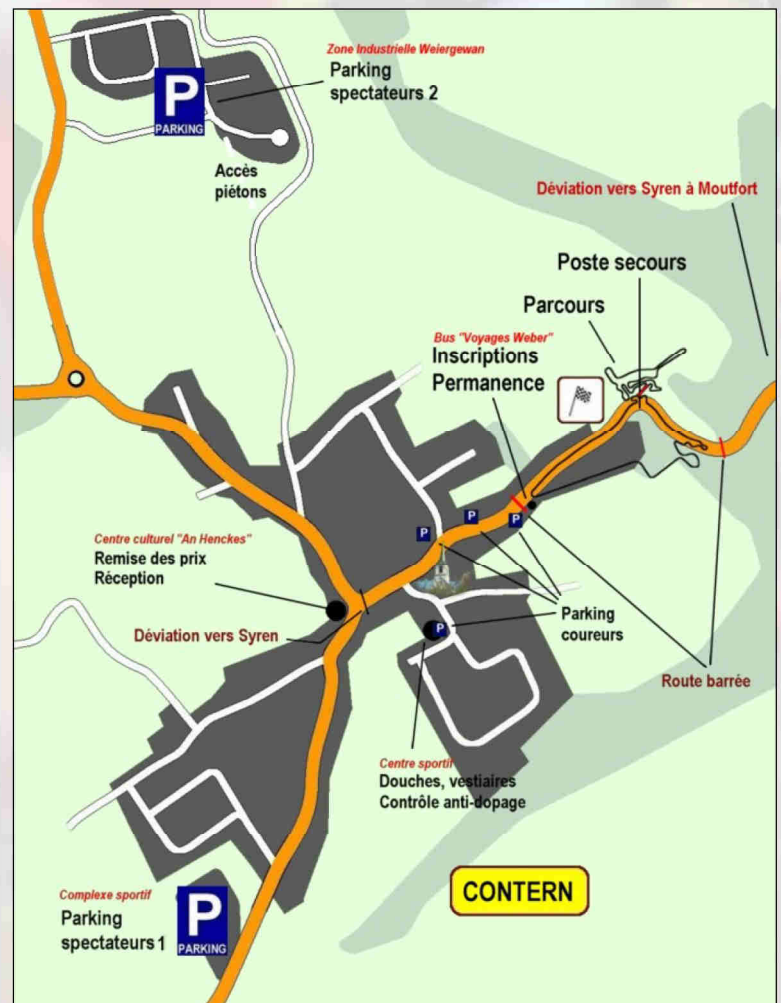 Zone Industrielle Weiergewan
Parking
spectateurs 2
P
PARKING
Accès
piétons
Déviation vers Syren à Moutfort
Poste secours
Parcours
Bus "Voyages Weber"
Inscriptions
Permanence
P
P
P
Centre culturel "An Henckes"
Remise des prix
Réception
Déviation vers Syren
P
Parking
coureurs
Route barrée
Centre sportif
Douches, vestiaires
Contrôle anti-dopage
CONTERN
Complexe sportif
Parking
spectateurs 1
P
PARKING